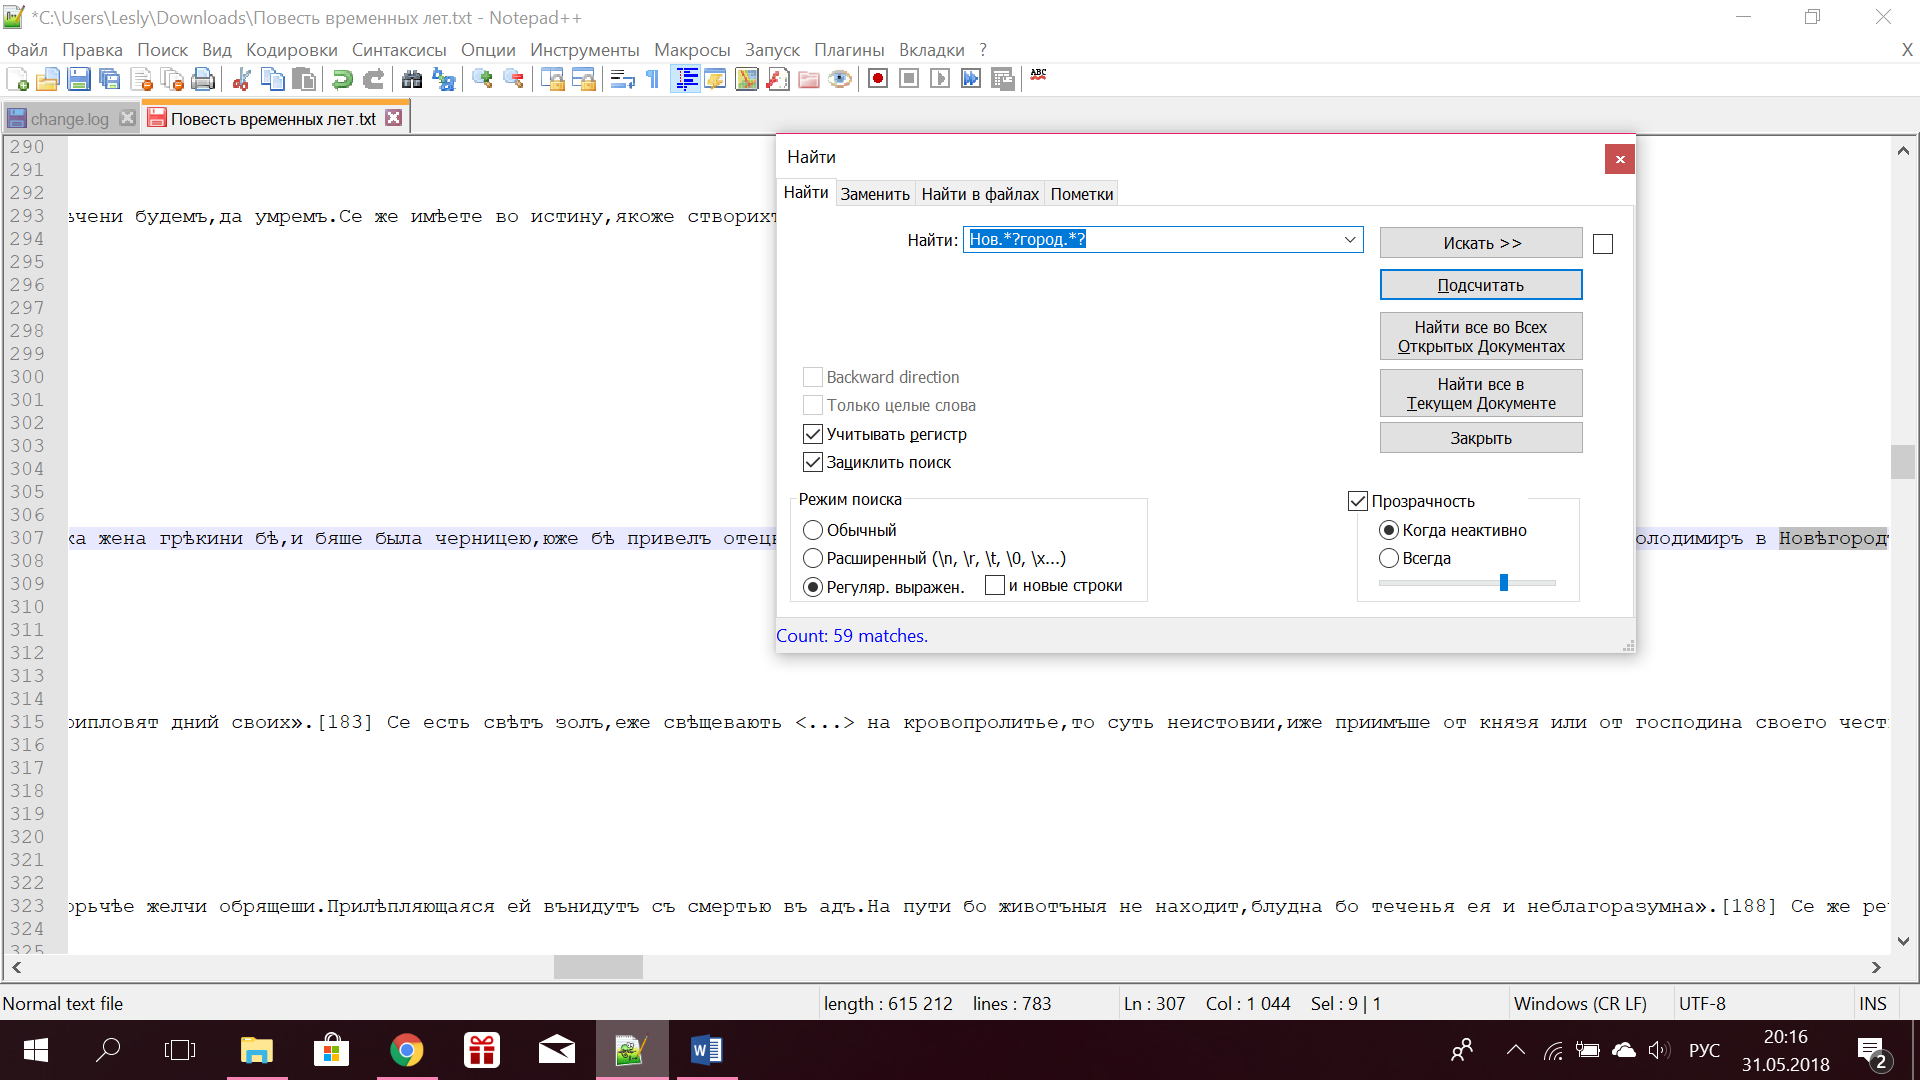 *C:\Users\Lesly\Downloads\Повесть временных лет.txt - Notepad++
Файл Правка Поиск Вид Кодировки Синтаксисы Опции Инструменты Макросы Запуск Плагины Вкладки ? X
change.log Повесть временных лет.txt
290
291
292
293 ьчени будемъ,да умремъ.Се же имѣете во истину,якоже створихъ
294
295
296
297
298
299
300
301
302
303
304
305
306
307 ка жена грѣкини бѣ,и бяше была черницею,юже бѣ привелъ отець олодимиръ в Новѣгород
308
309
310
311
312
313
314
315 рипловят дний своих».[183] Се есть свѣтъ золъ,еже свѣщевають <...> на кровопролитье,то суть неистовии,иже приимъше от князя или от господина своего чест
316
317
318
319
320
321
322
323 орьчѣе желчи обрящеши.Прилѣпляющаяся ей вънидутъ съ смертью въ адъ.На пути бо животъныя не находит,блудна бо теченья ея и неблагоразумна».[188] Се же ре
324
325
Найти
Найти Заменить Найти в файлах Пометки
Найти: Нов.*?город.*?
Искать >>
Подсчитать
Найти все во Всех
Открытых Документах
Найти все в
Текущем Документе
Закрыть
Backward direction
Только целые слова
Учитывать регистр
Зациклить поиск
Режим поиска
Обычный
Расширенный (\n, \r, \t, \0, \x...)
Регуляр. выражен. и новые строки
Прозрачность
Когда неактивно
Всегда
Count: 59 matches.
Normal text file length : 615 212 lines : 783 Ln : 307 Col : 1 044 Sel : 9 | 1 Windows (CR LF) UTF-8 INS
РУС
20:16
31.05.2018
2